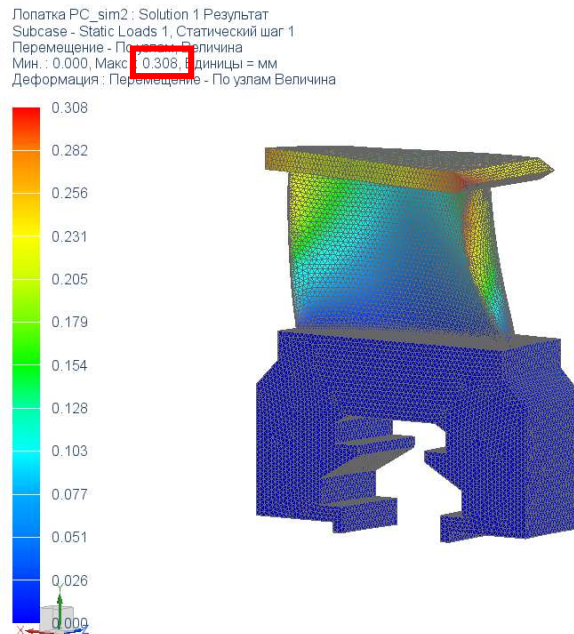 Лопатка PC_sim2 : Solution 1 Результат
Subcase - Static Loads 1, Статический шаг 1
Перемещение - По узлам, Величина
Мин. : 0.000, Макс. : 0.308, Единицы = мм
Деформация : Перемещение - По узлам Величина
0.308
0.282
0.256
0.231
0.205
0.179
0.154
0.128
0.103
0.077
0.051
0.026
0.000
Y
X
Z